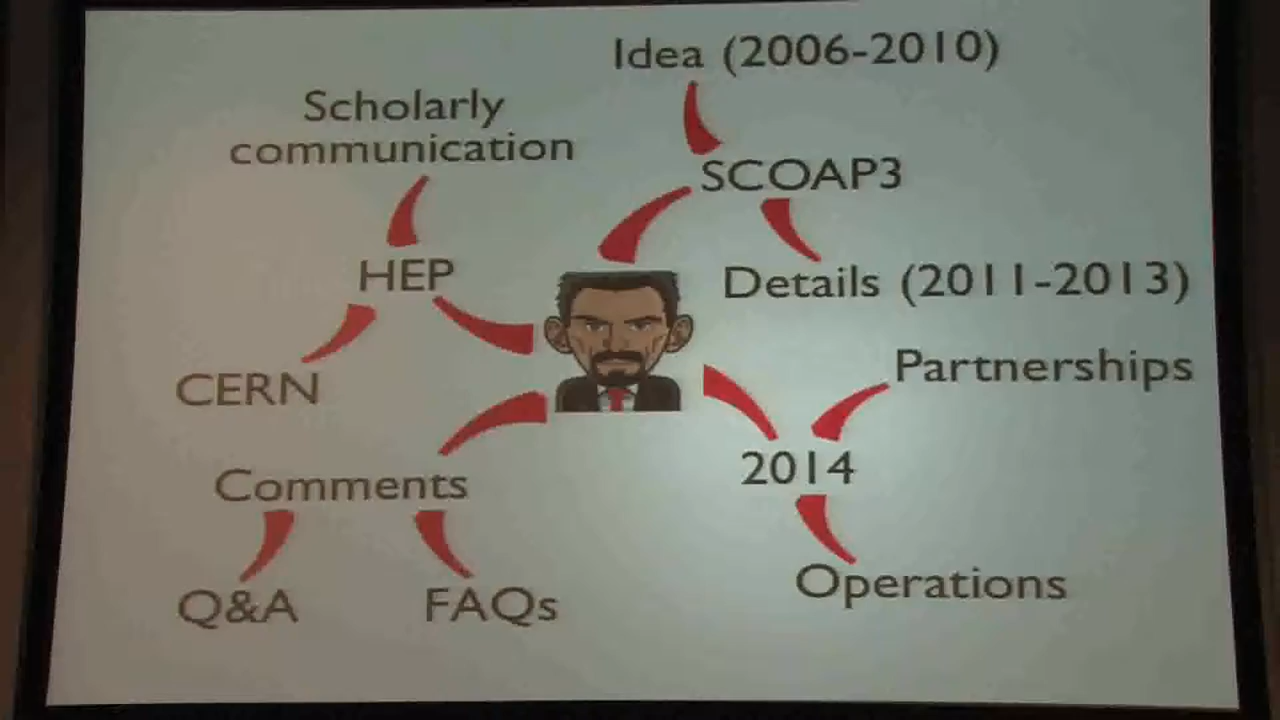 Idea (2006-2010)
Scholarly
communication
SCOAP3
HEP
Details (2011-2013)
CERN
Partnerships
2014
Comments
Operations
Q&A
FAQs